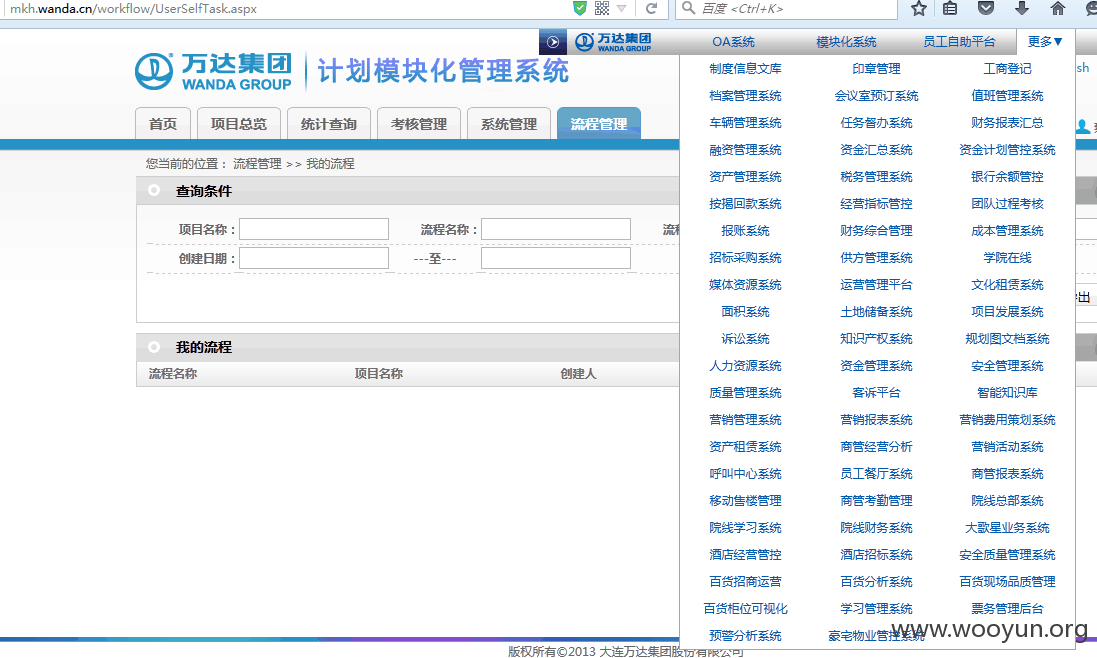 mkh.wanda.cn/workflow/UserSelfTask.aspx
百度 <Ctrl+K>
万达集团 WANDA GROUP OA系统 模块化系统 员工自助平台 更多▼
万达集团
WANDA GROUP
计划模块化管理系统
sh
首页 项目总览 统计查询 考核管理 系统管理 流程管理
您当前的位置： 流程管理 >> 我的流程
查询条件
项目名称： 流程名称：
创建日期： ---至---
出
我的流程
流程名称 项目名称 创建人
制度信息文库 印章管理 工商登记
档案管理系统 会议室预订系统 值班管理系统
车辆管理系统 任务督办系统 财务报表汇总
融资管理系统 资金汇总系统 资金计划管控系统
资产管理系统 税务管理系统 银行余额管控
按揭回款系统 经营指标管控 团队过程考核
报账系统 财务综合管理 成本管理系统
招标采购系统 供方管理系统 学院在线
媒体资源系统 运营管理平台 文化租赁系统
面积系统 土地储备系统 项目发展系统
诉讼系统 知识产权系统 规划图文档系统
人力资源系统 资金管理系统 安全管理系统
质量管理系统 客诉平台 智能知识库
营销管理系统 营销报表系统 营销费用策划系统
资产租赁系统 商管经营分析 营销活动系统
呼叫中心系统 员工餐厅系统 商管报表系统
移动售楼管理 商管考勤管理 院线总部系统
院线学习系统 院线财务系统 大歌星业务系统
酒店经营管控 酒店招标系统 安全质量管理系统
百货招商运营 百货分析系统 百货现场品质管理
百货柜位可视化 学习管理系统 票务管理后台
预警分析系统 豪宅物业管理系统
www.wooyun.org
版权所有©2013 大连万达集团股份有限公司